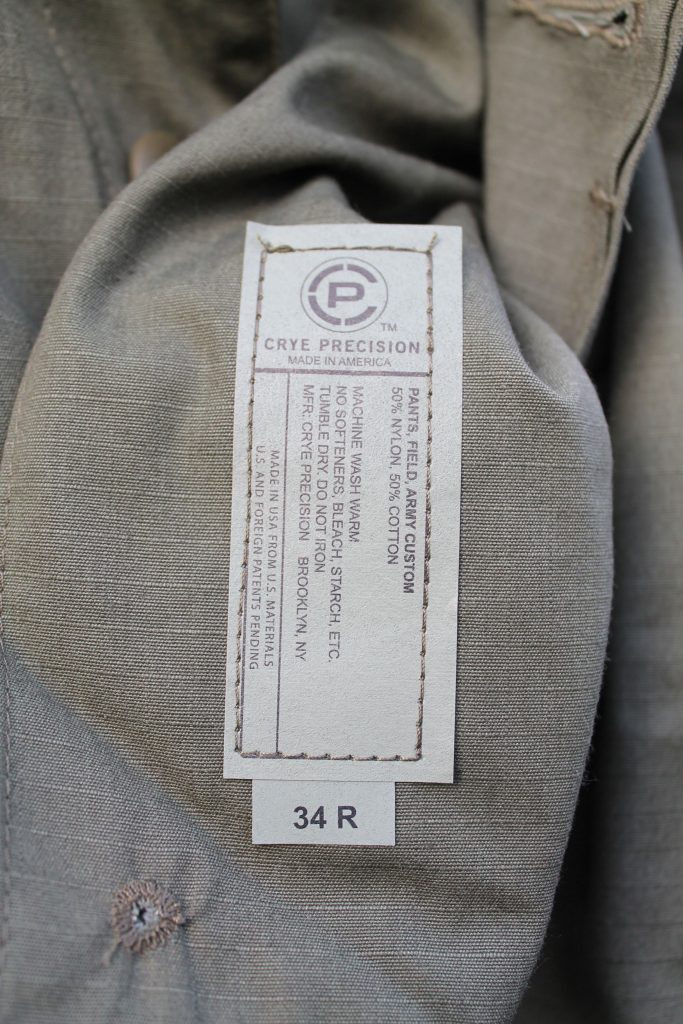 CP
TM
CRYE PRECISION
MADE IN AMERICA
PANTS, FIELD, ARMY CUSTOM
50% NYLON, 50% COTTON
MACHINE WASH WARM
NO SOFTENERS, BLEACH, STARCH, ETC.
TUMBLE DRY. DO NOT IRON
MFR: CRYE PRECISION BROOKLYN, NY
MADE IN USA FROM U.S. MATERIALS
U.S AND FOREIGN PATENTS PENDING
34 R